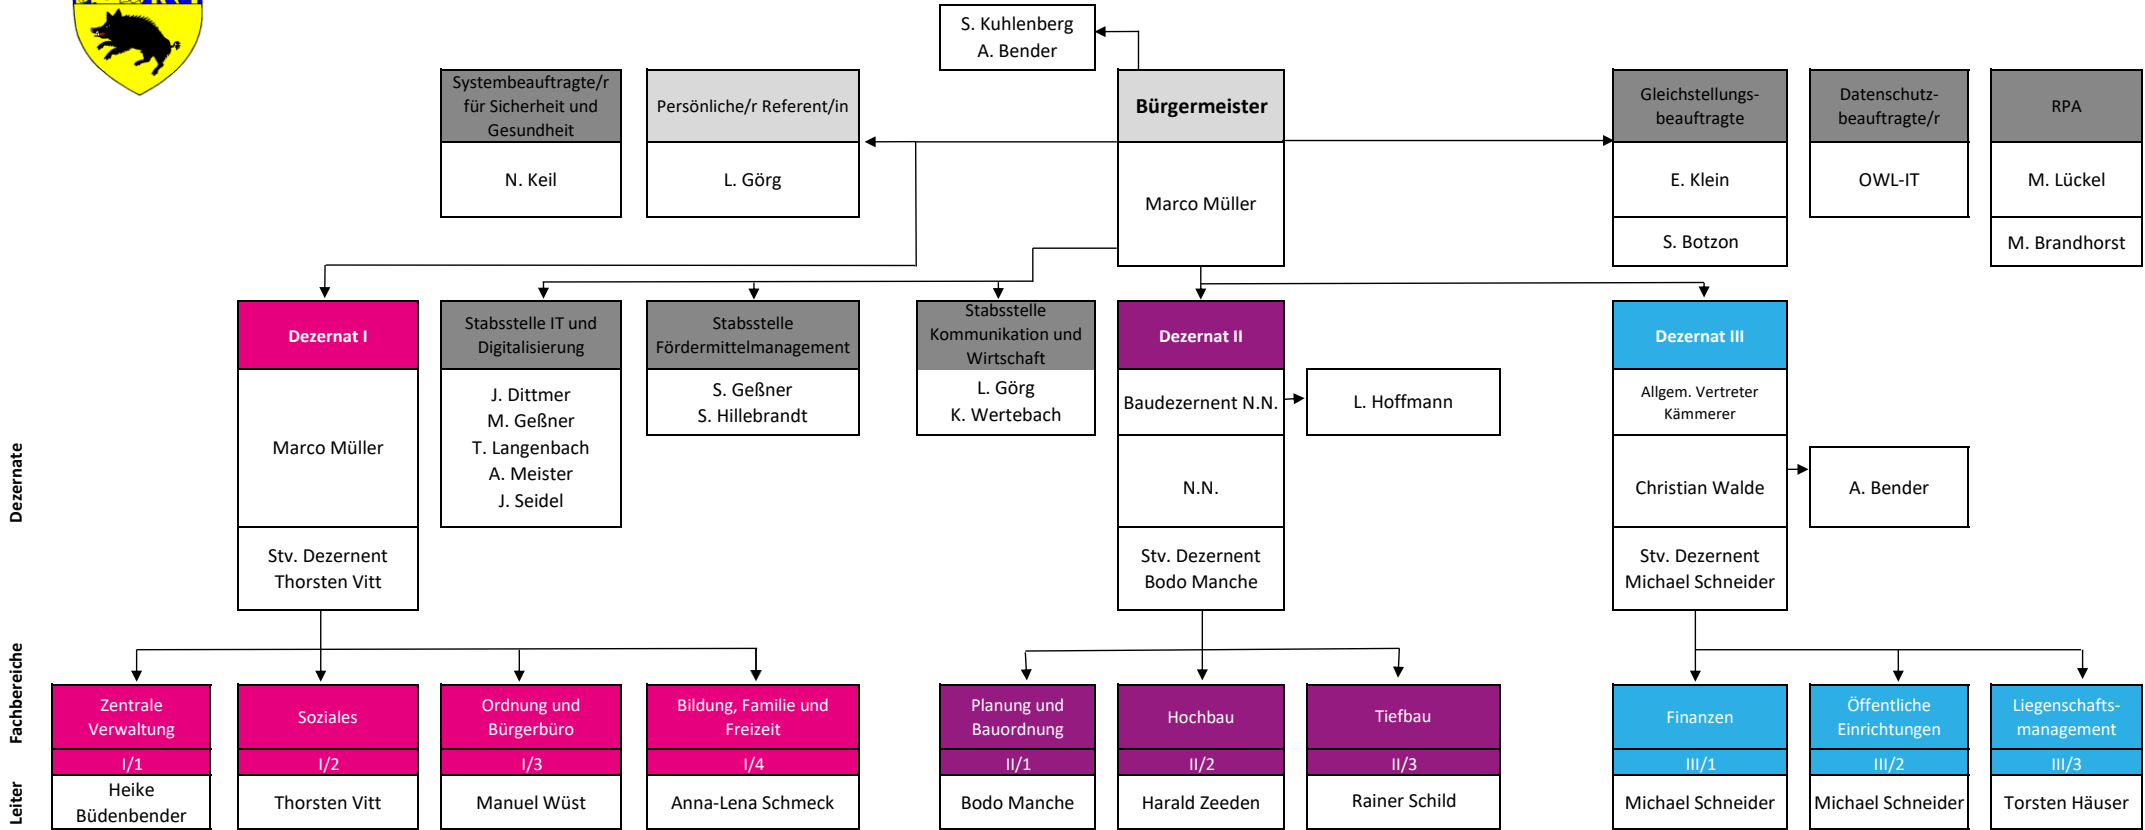 S. Kuhlenberg
A. Bender
Systembeauftragte/r
für Sicherheit und
Gesundheit
N. Keil
Persönliche/r Referent/in
L. Görg
Bürgermeister
Marco Müller
Gleichstellungs-
beauftragte
E. Klein
S. Botzon
Datenschutz-
beauftragte/r
OWL-IT
RPA
M. Lückel
M. Brandhorst
Dezernate
Dezernat I
Marco Müller
Stv. Dezernent
Thorsten Vitt
Stabsstelle IT und
Digitalisierung
J. Dittmer
M. Geßner
T. Langenbach
A. Meister
J. Seidel
Stabsstelle
Fördermittelmanagement
S. Geßner
S. Hillebrandt
Stabsstelle
Kommunikation und
Wirtschaft
L. Görg
K. Wertebach
Dezernat II
Baudezernent N.N.
N.N.
Stv. Dezernent
Bodo Manche
L. Hoffmann
Dezernat III
Allgem. Vertreter
Kämmerer
Christian Walde
Stv. Dezernent
Michael Schneider
A. Bender
Fachbereiche
Leiter
Zentrale
Verwaltung
I/1
Heike
Büdenbender
Soziales
I/2
Thorsten Vitt
Ordnung und
Bürgerbüro
I/3
Manuel Wüst
Bildung, Familie und
Freizeit
I/4
Anna-Lena Schmeck
Planung und
Bauordnung
II/1
Bodo Manche
Hochbau
II/2
Harald Zeeden
Tiefbau
II/3
Rainer Schild
Finanzen
III/1
Michael Schneider
Öffentliche
Einrichtungen
III/2
Michael Schneider
Liegenschafts-
management
III/3
Torsten Häuser